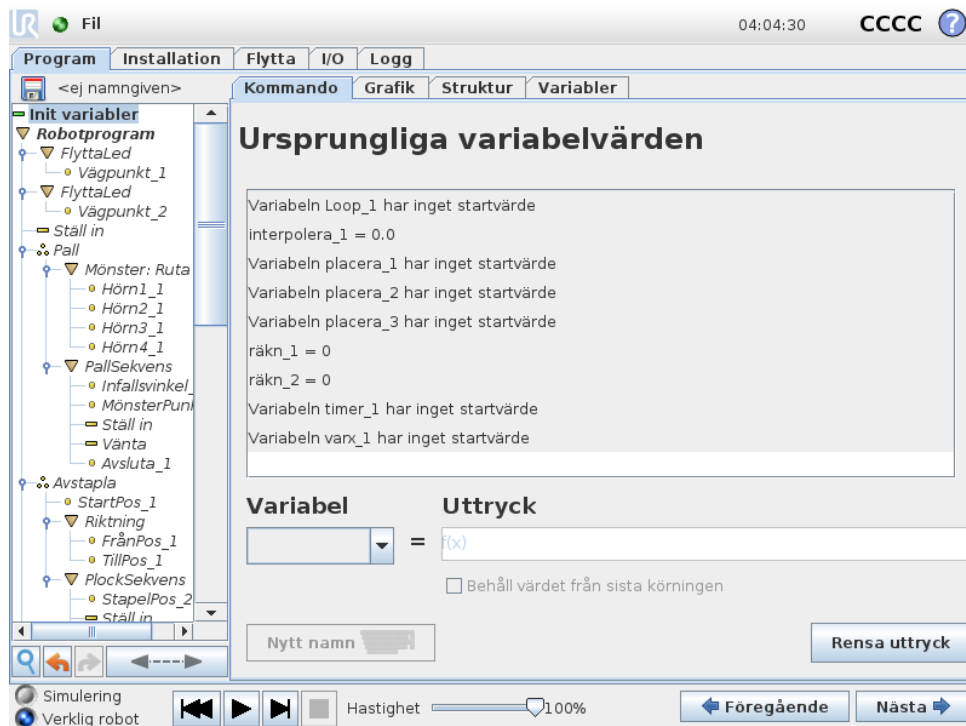 UR Fil 04:04:30 CCCC ?
Program Installation Flytta I/O Logg
<ej namngiven>
Kommando Grafik Struktur Variabler
Init variabler
Robotprogram
FlyttaLed
Vägpunkt_1
FlyttaLed
Vägpunkt_2
Ställ in
Pall
Mönster: Ruta
Hörn1_1
Hörn2_1
Hörn3_1
Hörn4_1
PallSekvens
Infallsvinkel_
MönsterPunl
Ställ in
Vänta
Avsluta_1
Avstapla
StartPos_1
Riktning
FrånPos_1
TillPos_1
PlockSekvens
StapelPos_2
Ställ in
Ursprungliga variabelvärden
Variabeln Loop_1 har inget startvärde
interpolera_1 = 0.0
Variabeln placera_1 har inget startvärde
Variabeln placera_2 har inget startvärde
Variabeln placera_3 har inget startvärde
räkn_1 = 0
räkn_2 = 0
Variabeln timer_1 har inget startvärde
Variabeln varx_1 har inget startvärde
Variabel Uttryck
= f(x)
Behåll värdet från sista körningen
Nytt namn
Rensa uttryck
Simulering
Verklig robot
Hastighet 100%
Föregående
Nästa